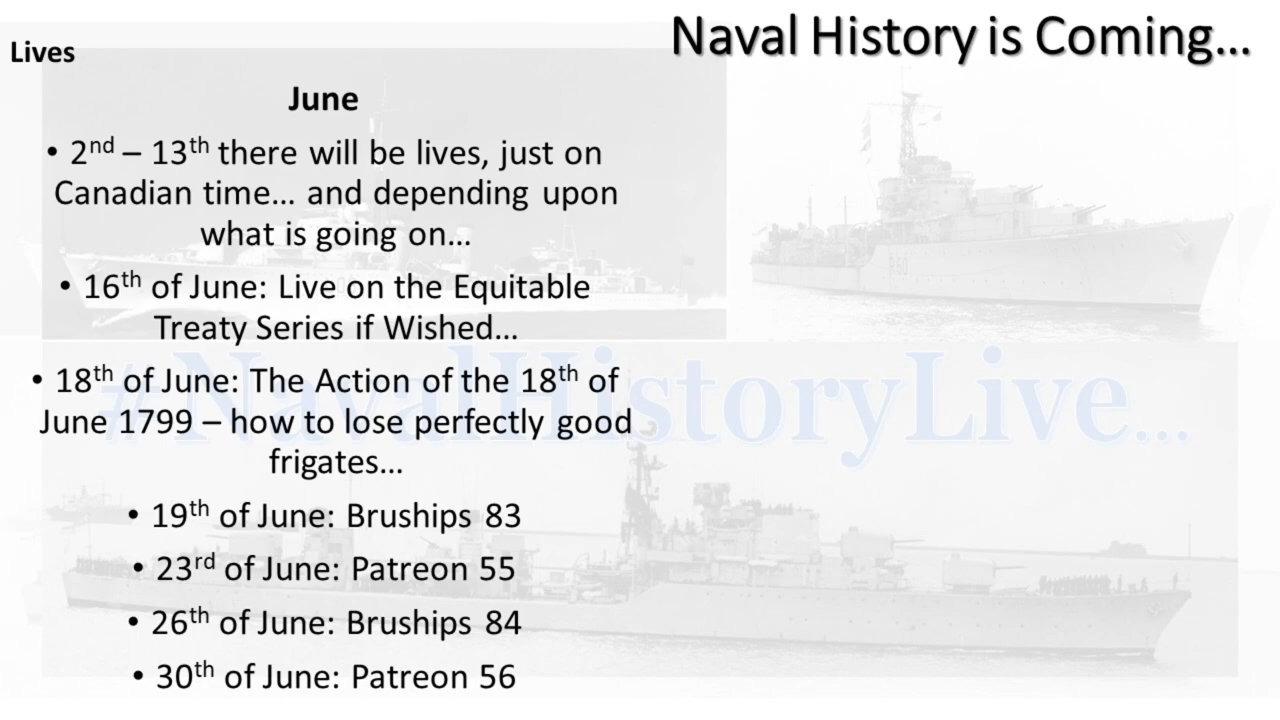 Naval History is Coming...
Lives
June
• 2nd – 13th there will be lives, just on
Canadian time... and depending upon
what is going on...
• 16th of June: Live on the Equitable
Treaty Series if Wished...
• 18th of June: The Action of the 18th of
June 1799 – how to lose perfectly good
frigates...
• 19th of June: Bruships 83
• 23rd of June: Patreon 55
• 26th of June: Bruships 84
• 30th of June: Patreon 56
#NavalHistoryLive...